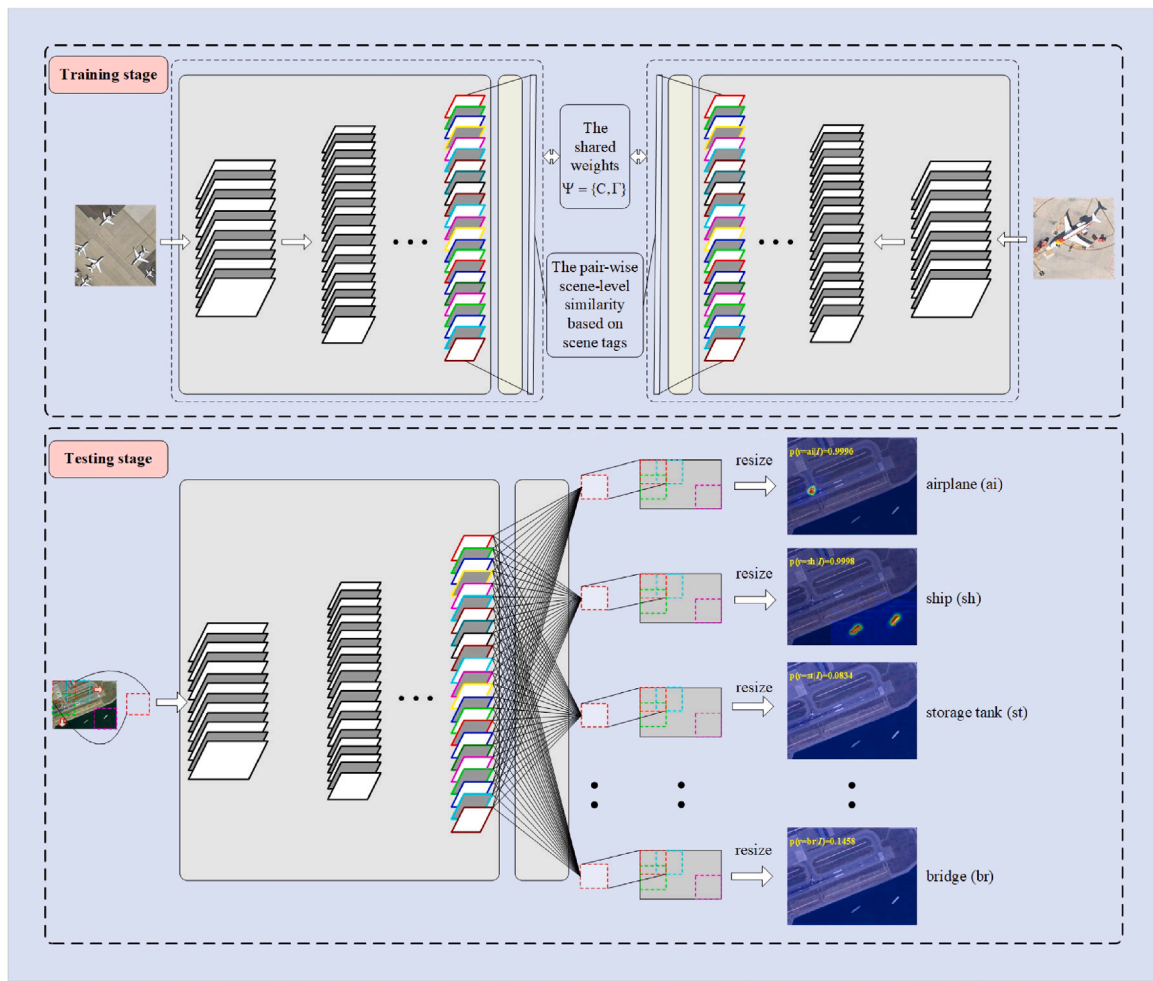 Training stage
The
shared
weights
Ψ = {C, Γ}
The pair-wise
scene-level
similarity
based on
scene tags
Testing stage
resize
p(r=ai|I)=0.9996
airplane (ai)
resize
p(r=sh|I)=0.9998
ship (sh)
resize
p(r=st|I)=0.0834
storage tank (st)
resize
p(r=br|I)=0.1458
bridge (br)